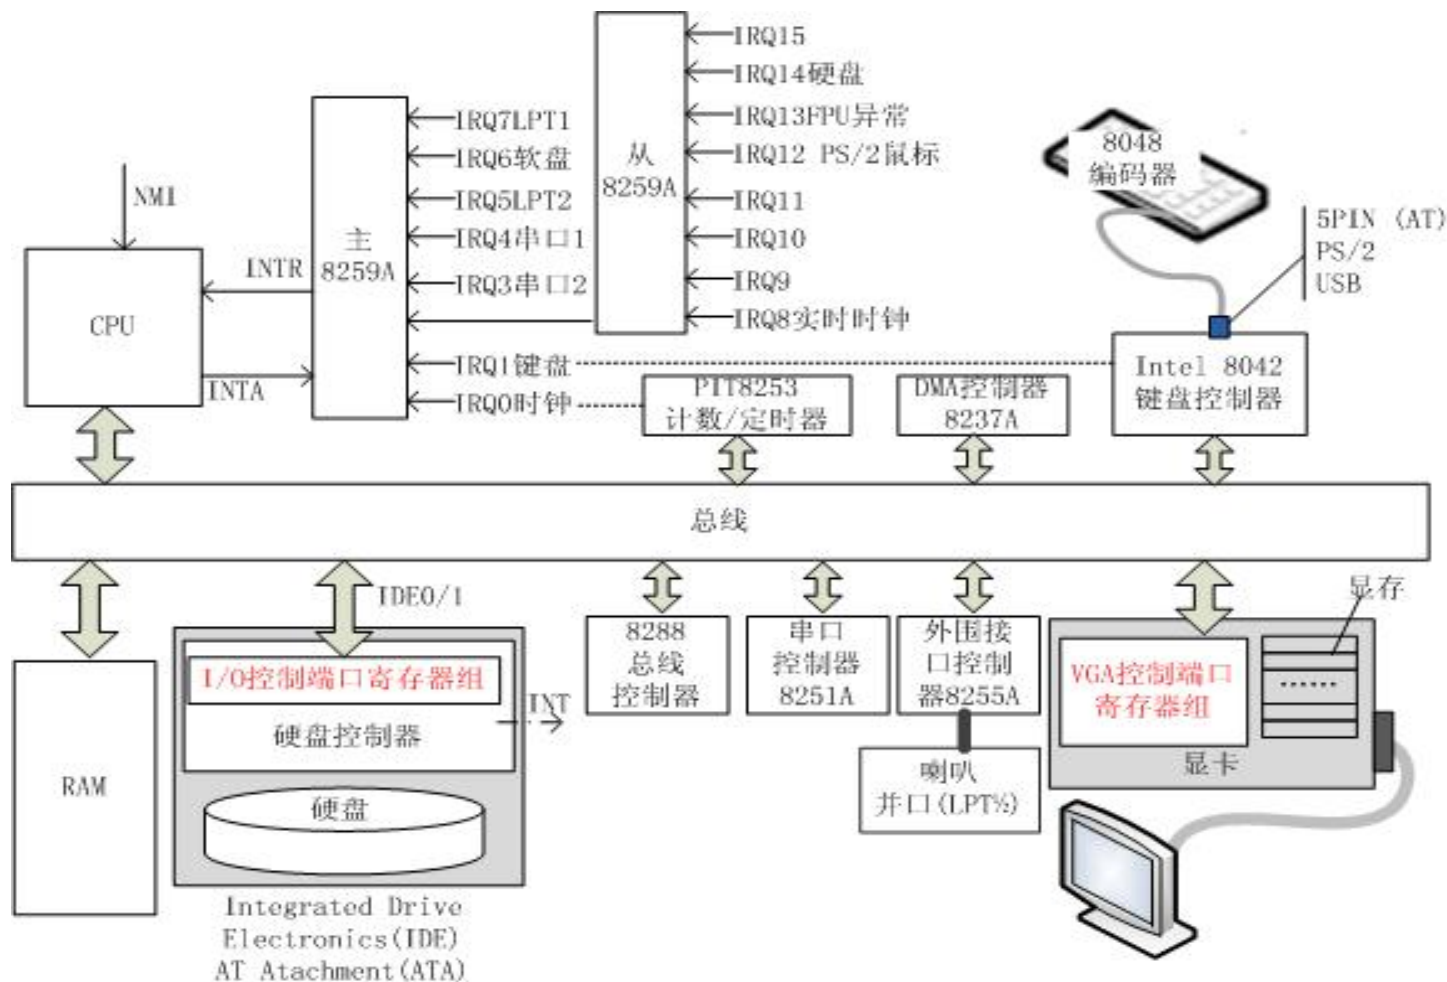 IRQ15
IRQ14硬盘
IRQ13FPU异常
IRQ12 PS/2鼠标
IRQ11
IRQ10
IRQ9
IRQ8实时时钟
从
8259A
IRQ7LPT1
IRQ6软盘
IRQ5LPT2
IRQ4串口1
IRQ3串口2
IRQ1键盘
IRQ0时钟
主
8259A
NMI
INTR
INTA
CPU
8048
编码器
5PIN (AT)
PS/2
USB
PIT8253
计数/定时器
DMA控制器
8237A
Intel 8042
键盘控制器
总线
IDE0/1
RAM
I/O控制端口寄存器组
硬盘控制器
INT
硬盘
Integrated Drive
Electronics(IDE)
AT Atachment(ATA)
8288
总线
控制器
串口
控制器
8251A
外围接
口控制
器8255A
喇叭
并口(LPT½)
显存
VGA控制端口
寄存器组
......
显卡